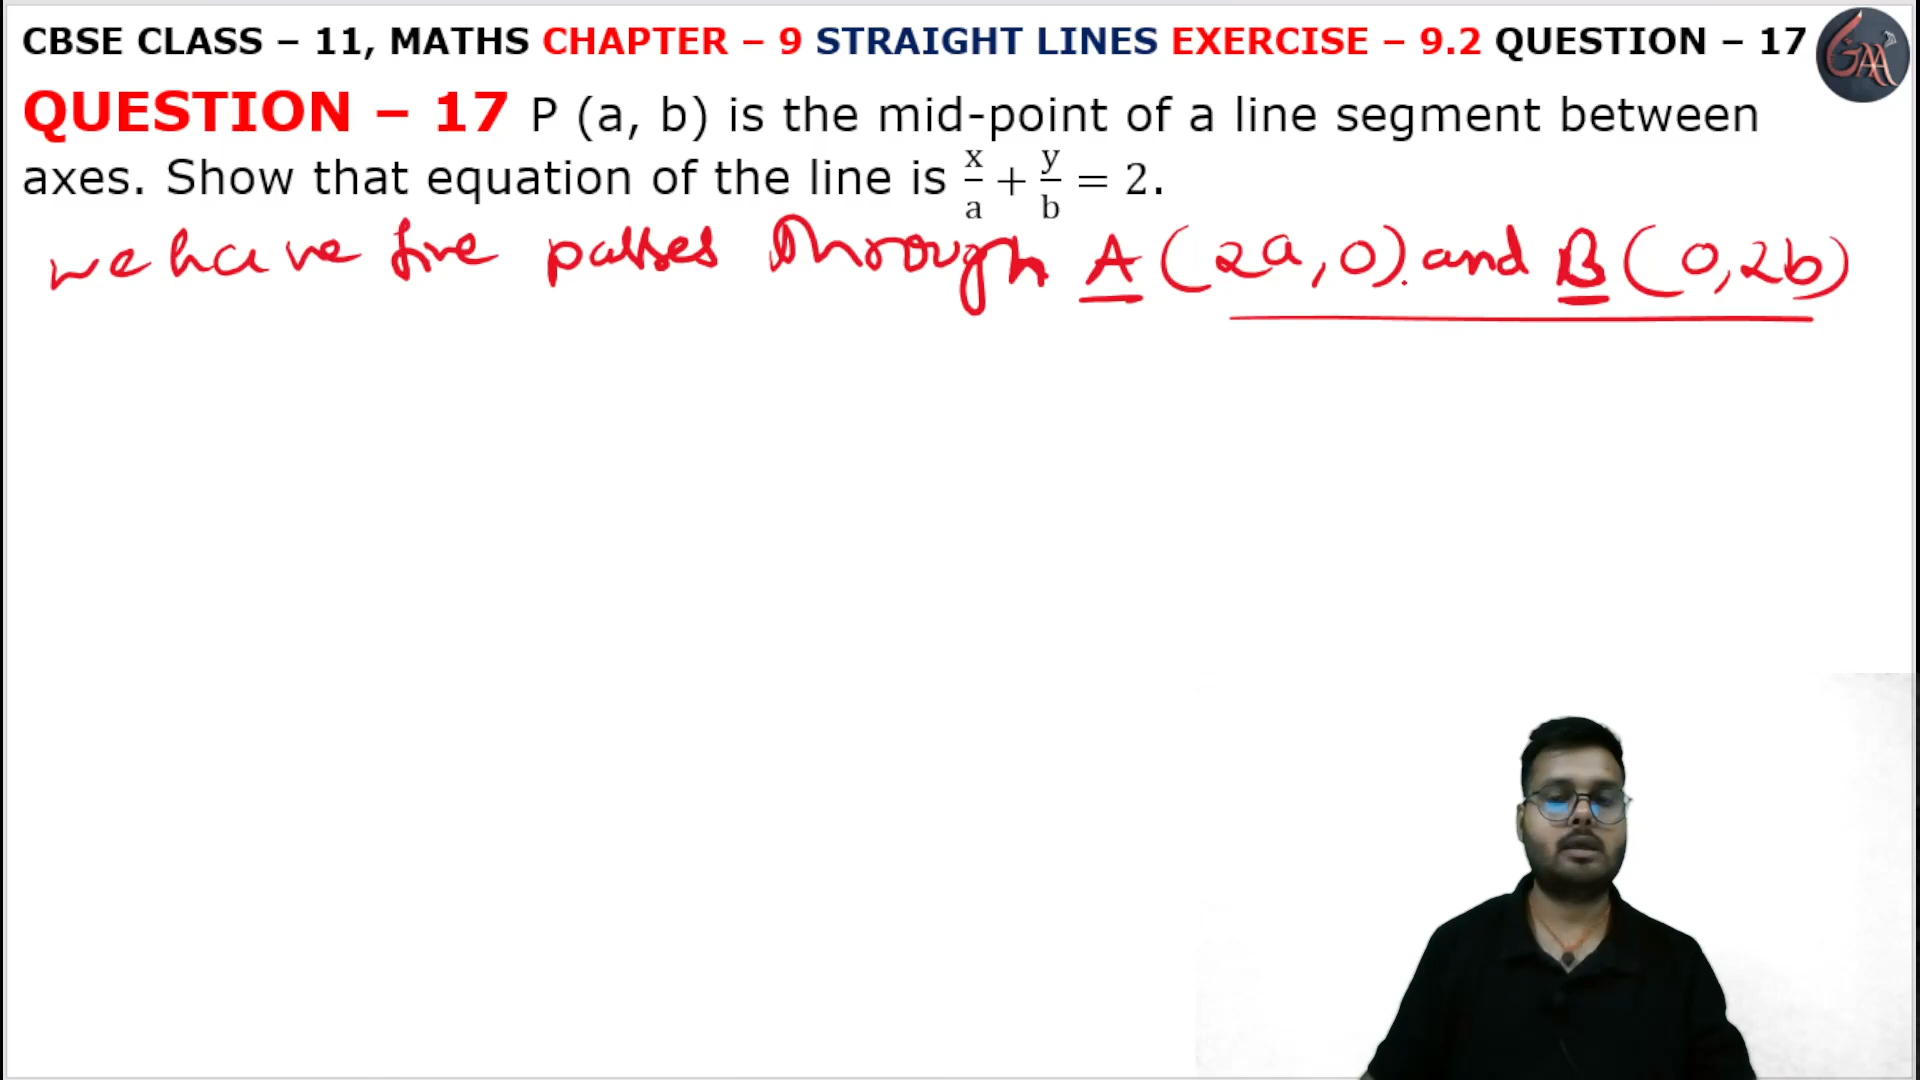 CBSE CLASS – 11, MATHS CHAPTER – 9 STRAIGHT LINES EXERCISE – 9.2 QUESTION – 17
QUESTION – 17 P (a, b) is the mid-point of a line segment between
axes. Show that equation of the line is x/a + y/b = 2.
we have line passes through A (2a, 0). and B (0, 2b)